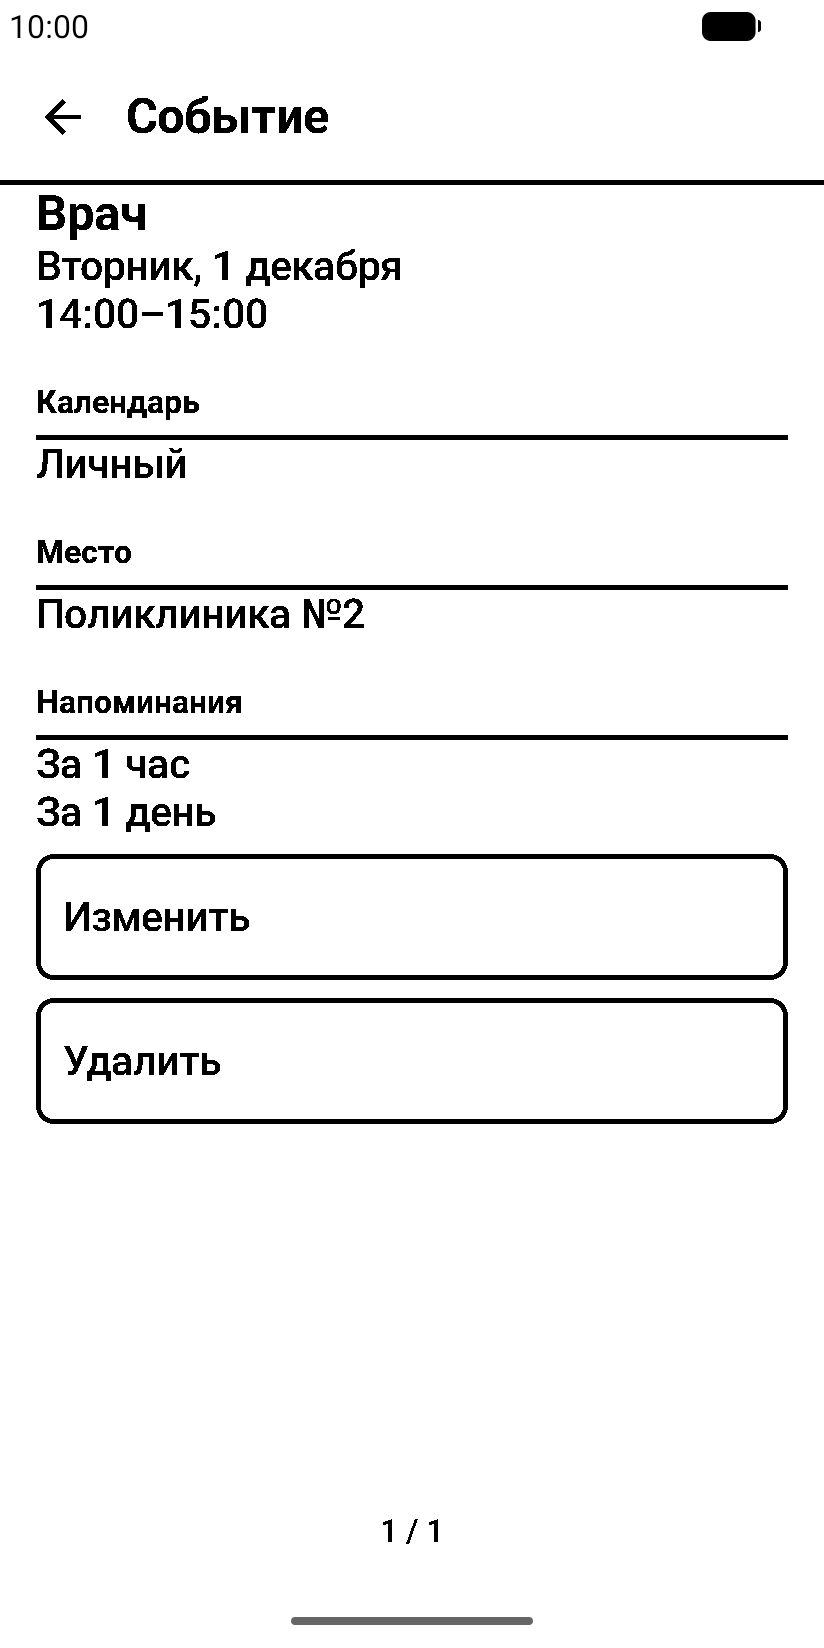 10:00
Событие
Врач
Вторник, 1 декабря
14:00–15:00
Календарь
Личный
Место
Поликлиника №2
Напоминания
За 1 час
За 1 день
Изменить
Удалить
1 / 1